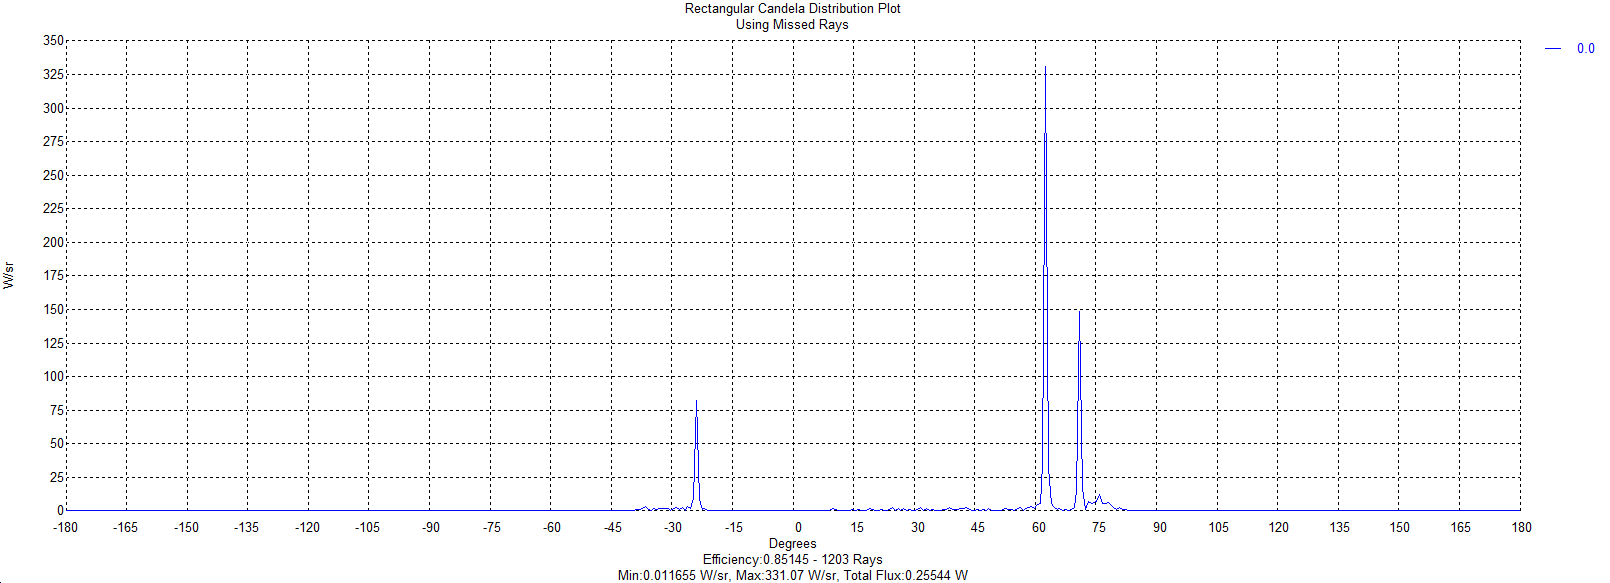 Rectangular Candela Distribution Plot
Using Missed Rays
0.0
350
325
300
275
250
225
200
175
150
125
100
75
50
25
0
W/sr
-180 -165 -150 -135 -120 -105 -90 -75 -60 -45 -30 -15 0 15 30 45 60 75 90 105 120 135 150 165 180
Degrees
Efficiency:0.85145 - 1203 Rays
Min:0.011655 W/sr, Max:331.07 W/sr, Total Flux:0.25544 W